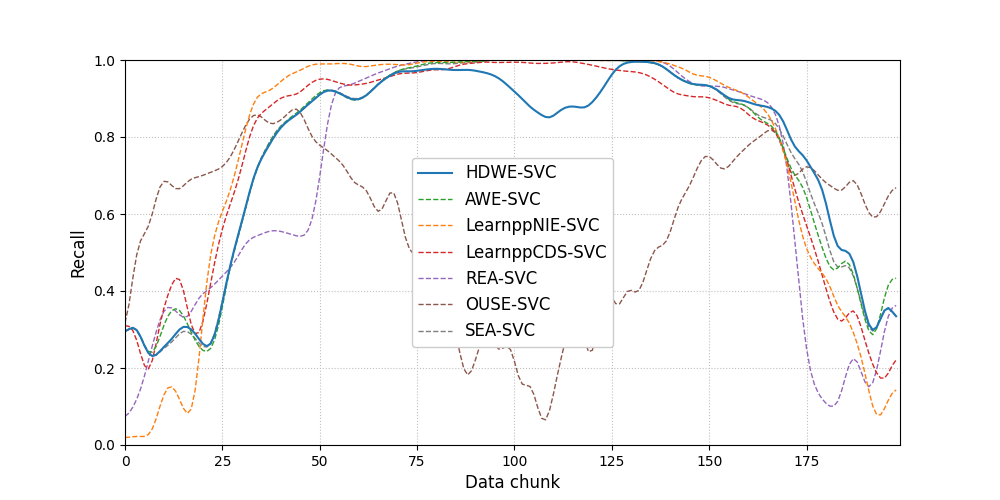 1.0
0.8
0.6
0.4
0.2
0.0
Recall
HDWE-SVC
AWE-SVC
LearnppNIE-SVC
LearnppCDS-SVC
REA-SVC
OUSE-SVC
SEA-SVC
0 25 50 75 100 125 150 175
Data chunk